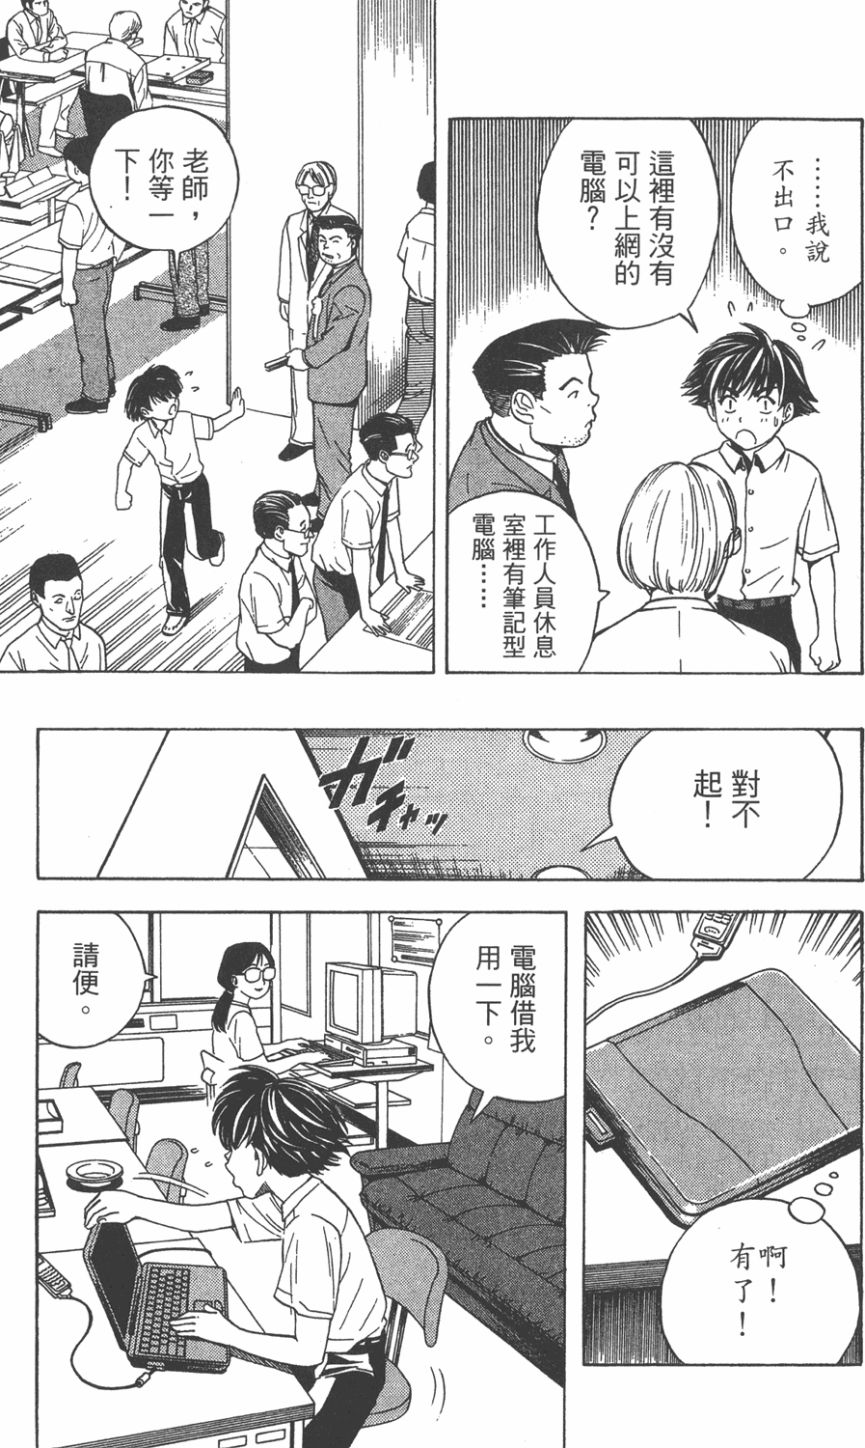 ……我說
不出口。
這裡有沒有
可以上網的
電腦?
工作人員休息
室裡有筆記型
電腦……
老師,
你等一
下!
對不
起!
ガチャッ
啊!
有了!
電腦借我
用一下。
請便。